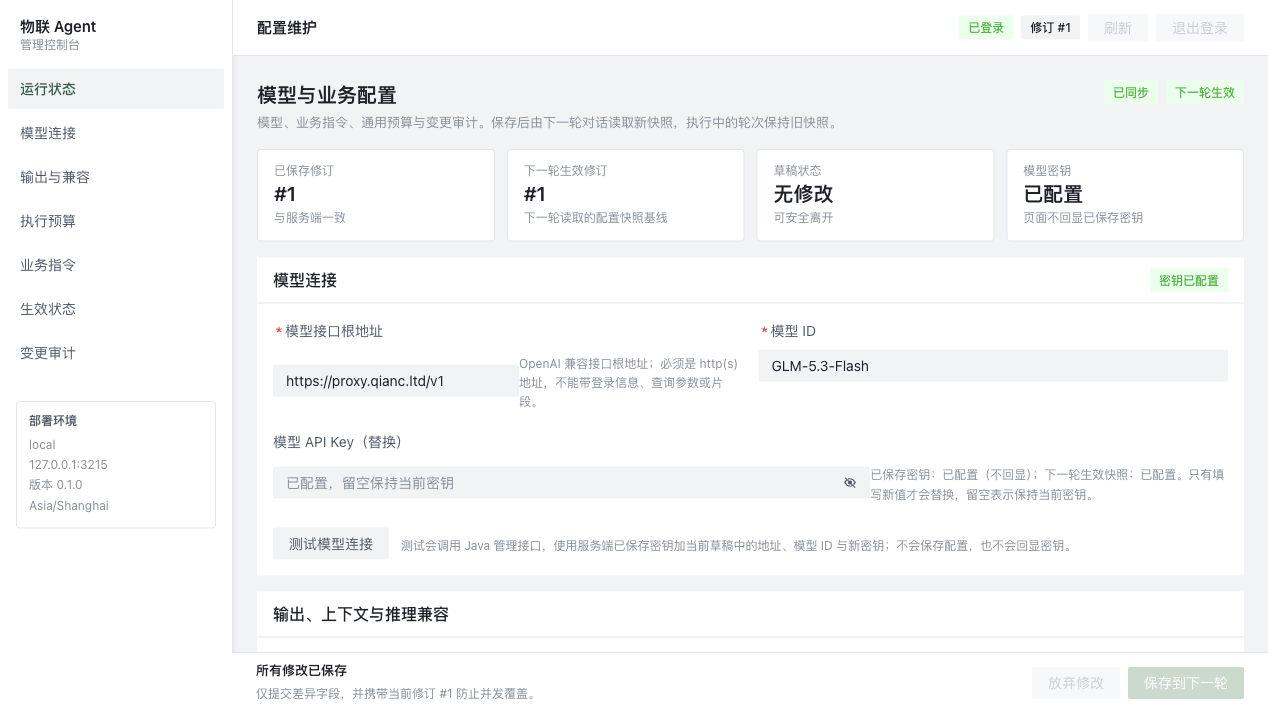 物联 Agent
管理控制台
运行状态
模型连接
输出与兼容
执行预算
业务指令
生效状态
变更审计
部署环境
local
127.0.0.1:3215
版本 0.1.0
Asia/Shanghai
配置维护
已登录
修订 #1
刷新
退出登录
模型与业务配置
已同步
下一轮生效
模型、业务指令、通用预算与变更审计。保存后由下一轮对话读取新快照，执行中的轮次保持旧快照。
已保存修订
#1
与服务端一致
下一轮生效修订
#1
下一轮读取的配置快照基线
草稿状态
无修改
可安全离开
模型密钥
已配置
页面不回显已保存密钥
模型连接
密钥已配置
* 模型接口根地址
https://proxy.qianc.ltd/v1
OpenAI 兼容接口根地址；必须是 http(s)
地址，不能带登录信息、查询参数或片
段。
* 模型 ID
GLM-5.3-Flash
模型 API Key（替换）
已配置，留空保持当前密钥
已保存密钥：已配置（不回显）；下一轮生效快照：已配置。只有填
写新值才会替换，留空表示保持当前密钥。
测试模型连接
测试会调用 Java 管理接口，使用服务端已保存密钥加当前草稿中的地址、模型 ID 与新密钥；不会保存配置，也不会回显密钥。
输出、上下文与推理兼容
所有修改已保存
仅提交差异字段，并携带当前修订 #1 防止并发覆盖。
放弃修改
保存到下一轮